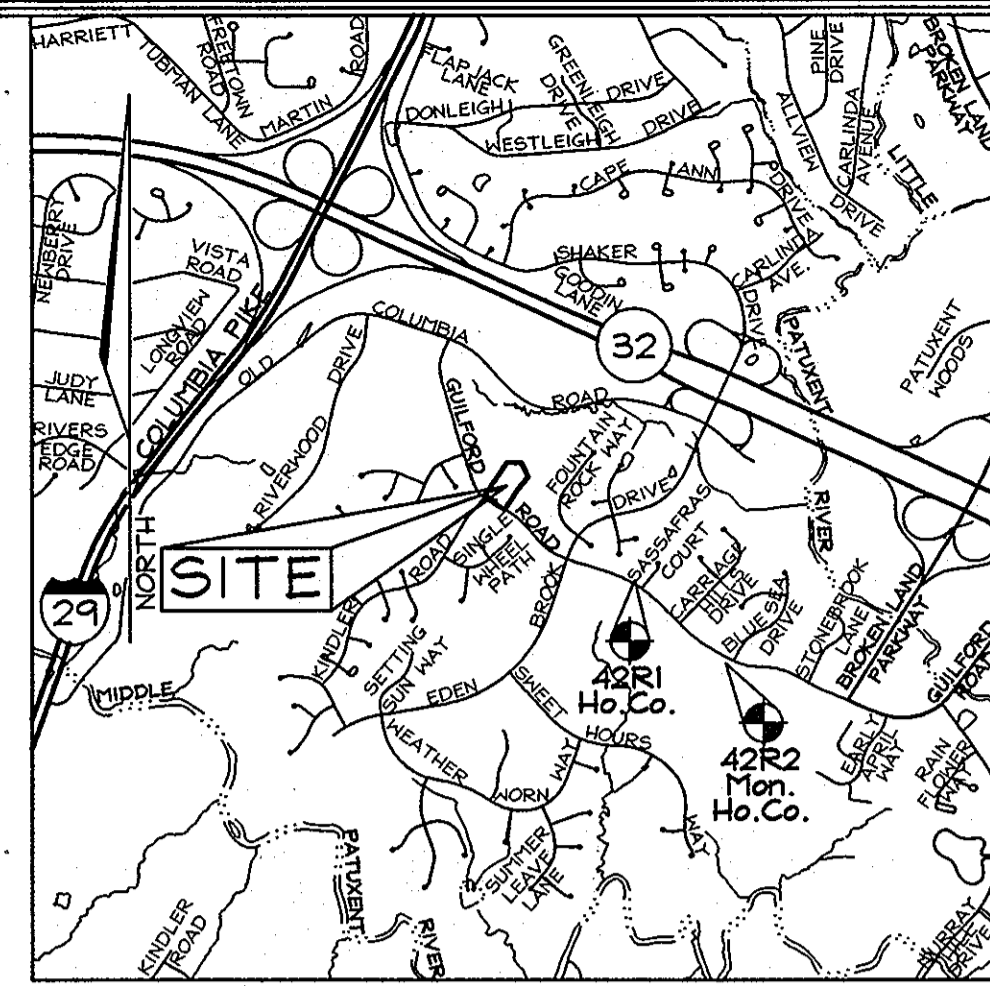 HARRIETT
TUBMAN LANE
FREETOWN
ROAD
ROAD
MARTIN
FLAP JACK
LANE
DONLEIGH
DRIVE
GREENLEIGH
DRIVE
WESTLEIGH
DRIVE
PINE
DRIVE
ALLVIEW
DRIVE
CARLINDA
AVENUE
BROKEN LAND
PARKWAY
LITTLE
CAPE
ANN
DRIVE
SHAKER
DRIVE
GOODIN
LANE
CARLINDA
AVE.
NEWBERRY
DRIVE
VISTA
ROAD
LONGVIEW
ROAD
COLUMBIA PIKE
JUDY
LANE
RIVERS
EDGE
ROAD
OLD
COLUMBIA
ROAD
32
PATUXENT
RIVER
PATUXENT
WOODS
RIVERWOOD
DRIVE
GUILFORD
ROAD
FOUNTAIN
ROCK WAY
DRIVE
SASSAFRAS
COURT
SINGLE
WHEEL
PATH
BROOK
CARRIAGE
HILLS
DRIVE
BLUE SEA
DRIVE
STONEBROOK
LANE
BROKEN LAND
PARKWAY
GUILFORD
ROAD
NORTH
SITE
29
KINDLER
ROAD
SETTING
SUN WAY
EDEN
42R1
Ho.Co.
42R2
Mon.
Ho.Co.
MIDDLE
PATUXENT
RIVER
SWEET
HOURS
WAY
WEATHER
WORN
WAY
EARLY
APRIL
WAY
RAIN
FLOWER
WAY
SUMMER
LEAVE
LANE
KINDLER
ROAD
MURRAY
HILL
DRIVE